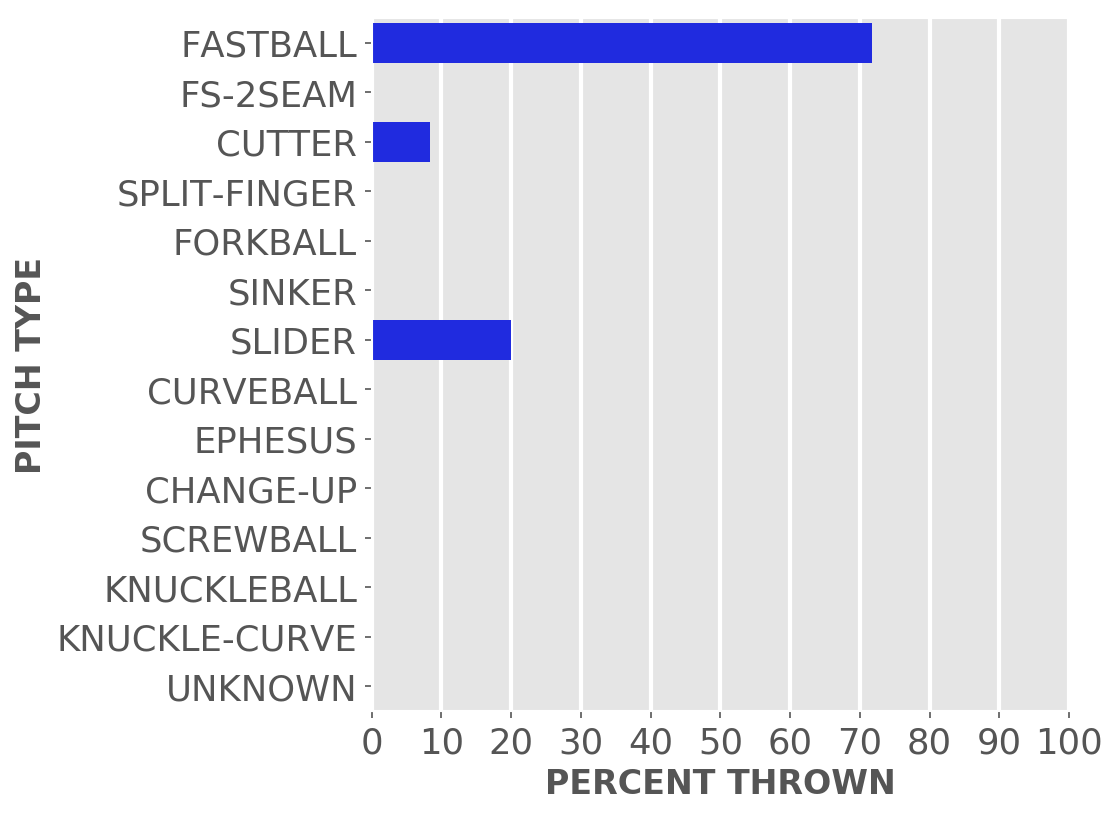 FASTBALL
FS-2SEAM
CUTTER
SPLIT-FINGER
FORKBALL
SINKER
SLIDER
CURVEBALL
EPHESUS
CHANGE-UP
SCREWBALL
KNUCKLEBALL
KNUCKLE-CURVE
UNKNOWN
PITCH TYPE
0 10 20 30 40 50 60 70 80 90 100
PERCENT THROWN